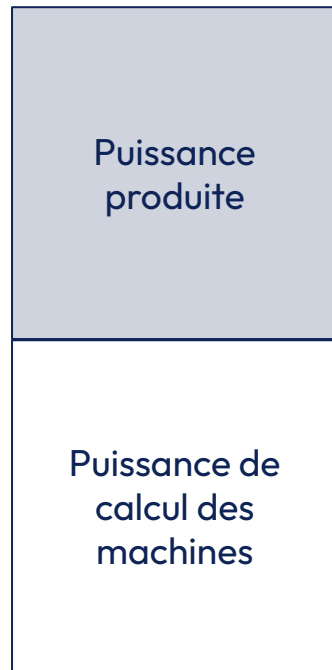 Puissance
produite
Puissance de
calcul des
machines